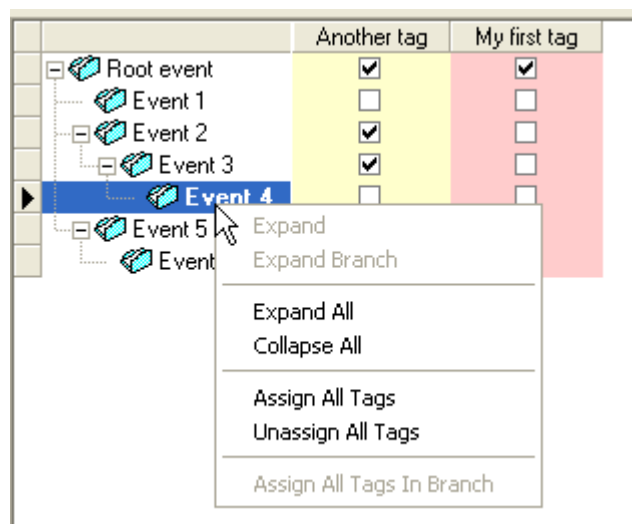 Another tag My first tag
Root event
Event 1
Event 2
Event 3
Event 4
Event 5
Event
Expand
Expand Branch
Expand All
Collapse All
Assign All Tags
Unassign All Tags
Assign All Tags In Branch